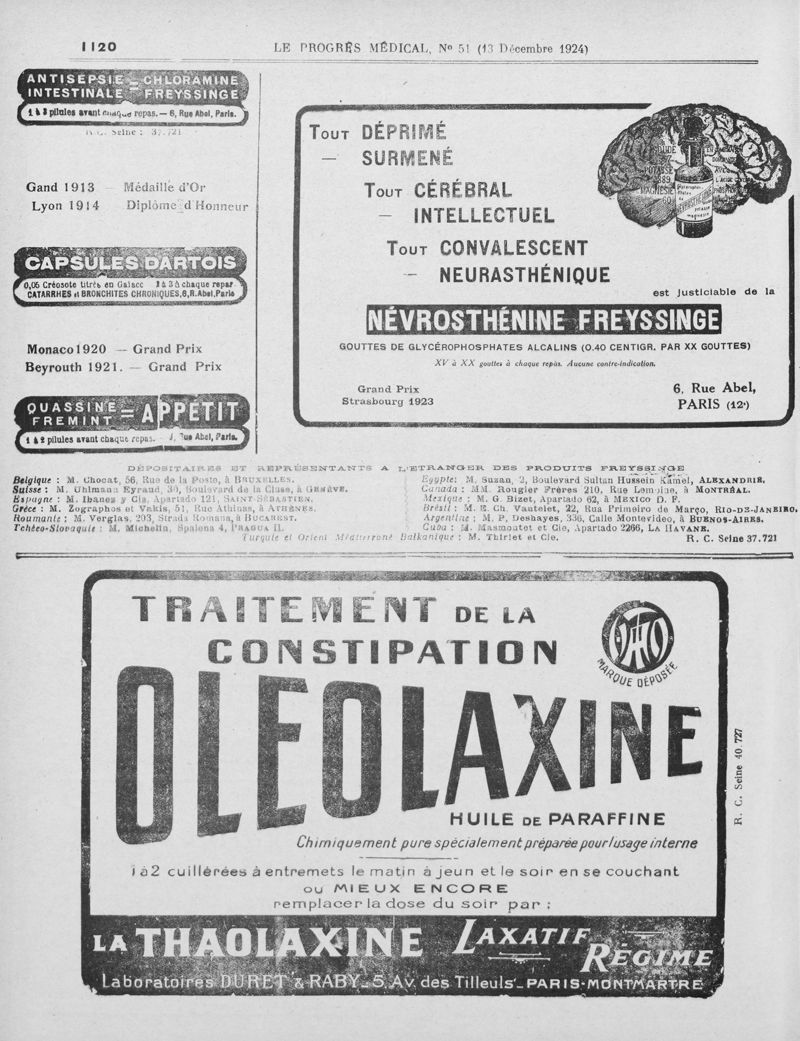 1120
LE PROGRÈS MÉDICAL, No 51 (13 Décembre 1924)
ANTISEPSIE = CHLORAMINE
INTESTINALE = FREYSSINGE
1 à 3 pilules avant chaque repas. — 6, Rue Abel, Paris.
R.C. Seine : 37.721
Gand 1913 — Médaille d'Or
Lyon 1914 — Diplôme d'Honneur
CAPSULES DARTOIS
0,05 Créosote titrés en Gaïacc 1 à 3 à chaque repar
CATARRHES et BRONCHITES CHRONIQUES, 6, R. Abel, Paris
Monaco 1920 — Grand Prix
Beyrouth 1921. — Grand Prix
QUASSINE = APPÉTIT
FREMINT
1 à 2 pilules avant chaque repas. — Rue Abel, Paris.
TOUT DÉPRIMÉ
— SURMENÉ
TOUT CÉRÉBRAL
— INTELLECTUEL
TOUT CONVALESCENT
— NEURASTHÉNIQUE
POTASSE
MAGNÉSIE
NEVROSTHENINE
est justiciable de la
NÉVROSTHÉNINE FREYSSINGE
GOUTTES DE GLYCÉROPHOSPHATES ALCALINS (0.40 CENTIGR. PAR XX GOUTTES)
XV à XX gouttes à chaque repas. Aucune contre-indication.
Grand Prix
Strasbourg 1923
6, Rue Abel,
PARIS (12e)
DÉPOSITAIRES ET REPRÉSENTANTS A L'ETRANGER DES PRODUITS FREYSSINGE
Belgique : M. Chocat, 56, Rue de la Poste, à BRUXELLES.
Suisse : M. Uhlmann Eyraud, 30, Boulevard de la Cluse, à GENÈVE.
Espagne : M. Ibanes y Cia, Apartado 121, SAINT-SÉBASTIEN.
Grèce : M. Zographos et Vakis, 51, Rue Athinas, à ATHÈNES.
Roumanie : M. Verglas, 203, Strada Romana, à BUCAREST.
Tchéco-Slovaquie : M. Michelin, Spalena 4, PRAGUA II.
Egypte: M. Suzan, 2, Boulevard Sultan Hussein Kamel, ALEXANDRIE.
Canada : MM. Rougier Frères 210, Rue Lemoine, à MONTRÉAL.
Mexique : M. G. Bizet, Apartado 62, à MEXICO D. F.
Brésil : M. E. Ch. Vautelet, 22, Rua Primeiro de Março, RIO-DZ-JANEIRO,
Argentine : M. P. Deshayes, 336, Calle Montevideo, à BUENOS-AIRES.
Cuba : M. Masmoutet et Cie, Apartado 2266, LA HAVANE.
Turquie et Orient Balkanique : M. Thiriet et Cie.
R. C. Seine 37.721
TRAITEMENT DE LA
CONSTIPATION
MARQUE DÉPOSÉE
OLEOLAXINE
HUILE DE PARAFFINE
Chimiquement pure spécialement préparée pour l'usage interne
1 à 2 cuillérées à entremets le matin à jeun et le soir en se couchant
OU MIEUX ENCORE
remplacer la dose du soir par :
LA THAOLAXINE LAXATIF RÉGIME
Laboratoires DURET & RABY _ 5, Av. des Tilleuls _ PARIS-MONTMARTRE
R. C. Seine 40 727